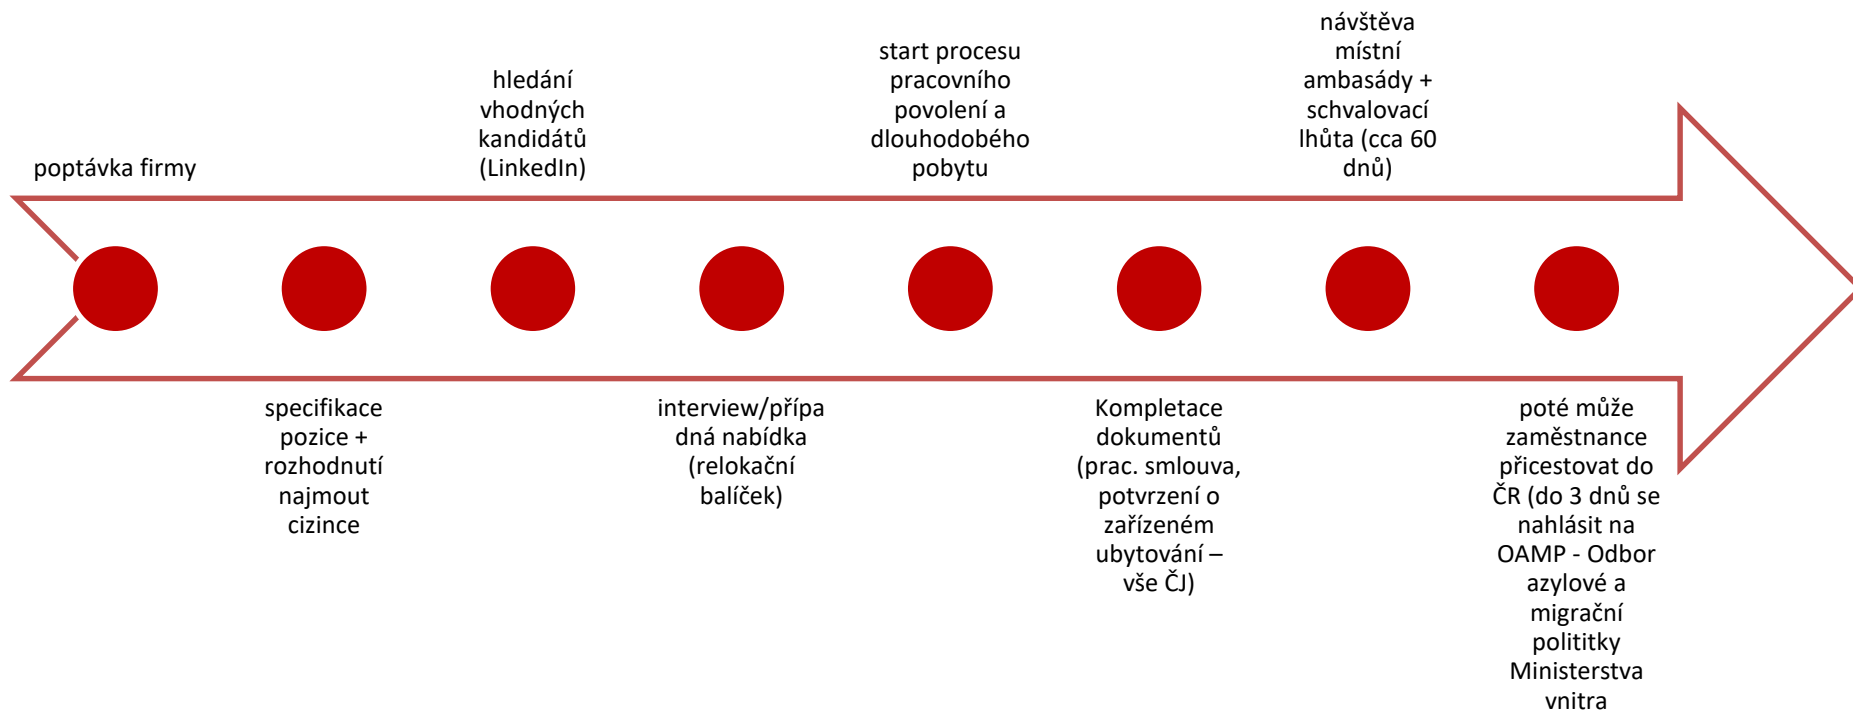 poptávka firmy
specifikace
pozice +
rozhodnutí
najmout
cizince
hledání
vhodných
kandidátů
(LinkedIn)
interview/přípa
dná nabídka
(relokační
balíček)
start procesu
pracovního
povolení a
dlouhodobého
pobytu
Kompletace
dokumentů
(prac. smlouva,
potvrzení o
zařízeném
ubytování –
vše ČJ)
návštěva
místní
ambasády +
schvalovací
lhůta (cca 60
dnů)
poté může
zaměstnance
přicestovat do
ČR (do 3 dnů se
nahlásit na
OAMP - Odbor
azylové a
migrační
polititky
Ministerstva
vnitra